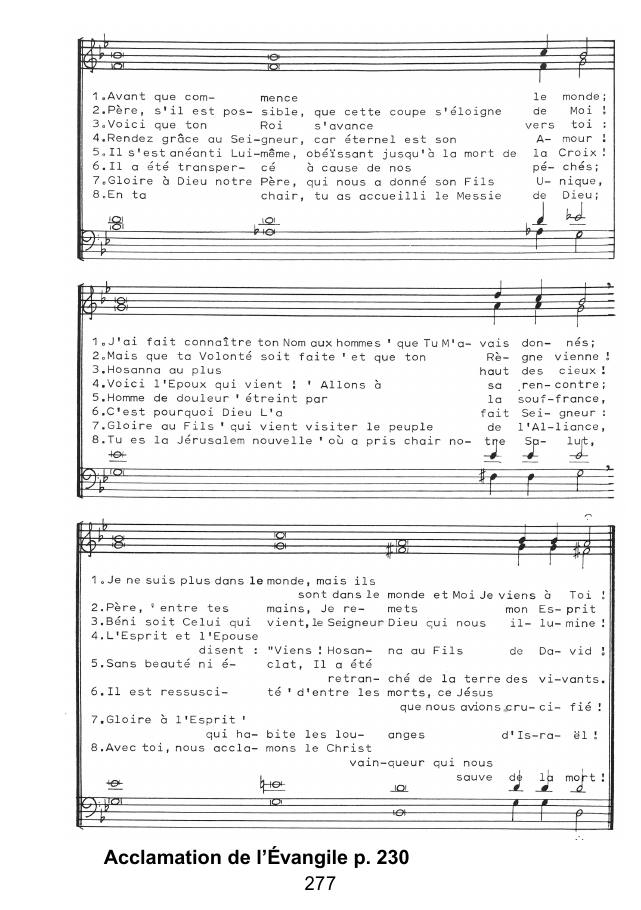 1.Avant que com- mence le monde;
2.Père, s'il est pos- sible, que cette coupe s'éloigne de Moi !
3.Voici que ton Roi s'avance vers toi :
4.Rendez grâce au Sei- gneur, car éternel est son A- mour !
5.Il s'est anéanti Lui- même, obéïssant jusqu'à la mort de la Croix !
6.Il a été transper- cé à cause de nos pé- chés;
7.Gloire à Dieu notre Père, qui nous a donné son Fils U- nique,
8.En ta chair, tu as accueilli le Messie de Dieu;
1.J'ai fait connaître ton Nom aux hommes ' que Tu M'a- vais don- nés;
2.Mais que ta Volonté soit faite ' et que ton Rè- gne vienne !
3.Hosanna au plus haut des cieux !
4.Voici l'Epoux qui vient ! ' Allons à sa ren- contre;
5.Homme de douleur ' étreint par la souf- france,
6.C'est pourquoi Dieu L'a fait Sei- gneur :
7.Gloire au Fils ' qui vient visiter le peuple de l'Al- liance,
8.Tu es la Jérusalem nouvelle ' où a pris chair no- tre Sa- lut,
1.Je ne suis plus dans le monde, mais ils
sont dans le monde et Moi Je viens à Toi !
2.Père, ' entre tes mains, Je re- mets mon Es- prit
3.Béni soit Celui qui vient, le Seigneur Dieu qui nous il- lu- mine !
4.L'Esprit et l'Epouse
disent : "Viens ! Hosan- na au Fils de Da- vid !
5.Sans beauté ni é- clat, Il a été
retran- ché de la terre des vi- vants.
6.Il est ressusci- té ' d'entre les morts, ce Jésus
que nous avions cru- ci- fié !
7.Gloire à l'Esprit '
qui ha- bite les lou- anges d'Is- ra- ël !
8.Avec toi, nous accla- mons le Christ
vain- queur qui nous
sauve de la mort !
Acclamation de l'Évangile p. 230
277